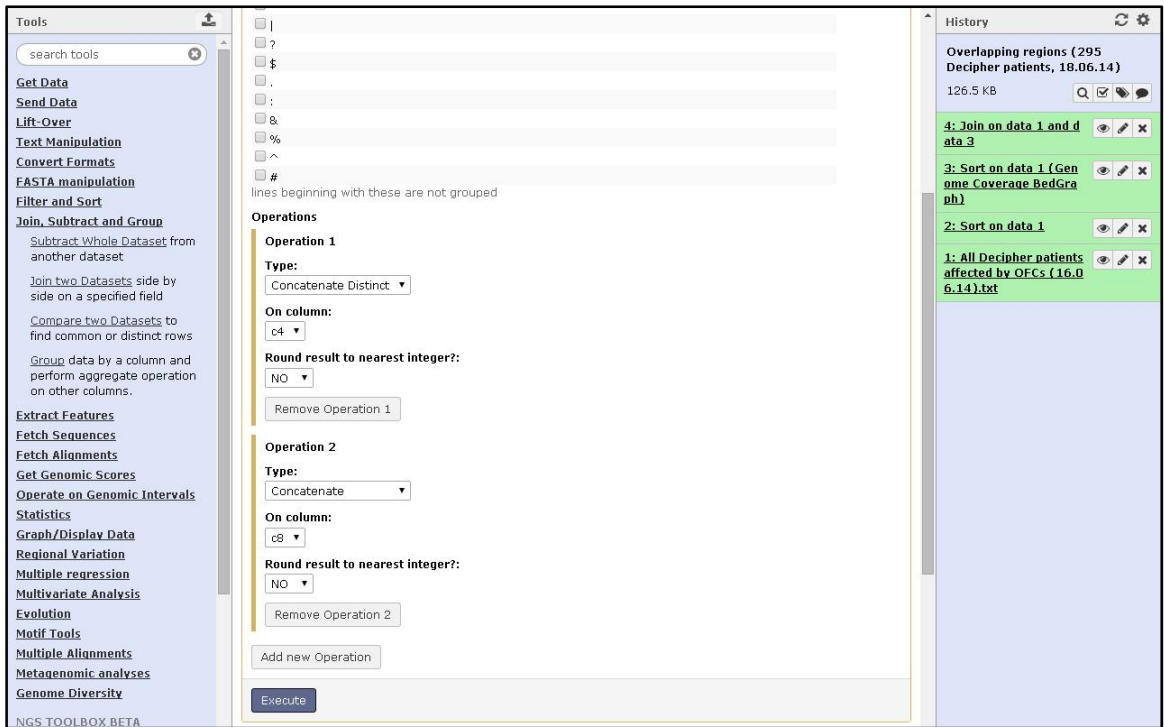 Tools
search tools
Get Data
Send Data
Lift-Over
Text Manipulation
Convert Formats
FASTA manipulation
Filter and Sort
Join, Subtract and Group
Subtract Whole Dataset from
another dataset
Join two Datasets side by
side on a specified field
Compare two Datasets to
find common or distinct rows
Group data by a column and
perform aggregate operation
on other columns.
Extract Features
Fetch Sequences
Fetch Alignments
Get Genomic Scores
Operate on Genomic Intervals
Statistics
Graph/Display Data
Regional Variation
Multiple regression
Multivariate Analysis
Evolution
Motif Tools
Multiple Alignments
Metagenomic analyses
Genome Diversity
NGS TOOLBOX BETA
|
?
$
.
:
&
%
^
#
lines beginning with these are not grouped
Operations
Operation 1
Type:
Concatenate Distinct
On column:
c4
Round result to nearest integer?:
NO
Remove Operation 1
Operation 2
Type:
Concatenate
On column:
c8
Round result to nearest integer?:
NO
Remove Operation 2
Add new Operation
Execute
History
Overlapping regions (295
Decipher patients, 18.06.14)
126.5 KB
4: Join on data 1 and d
ata 3
3: Sort on data 1 (Gen
ome Coverage BedGra
ph)
2: Sort on data 1
1: All Decipher patients
affected by OFCs (16.0
6.14).txt